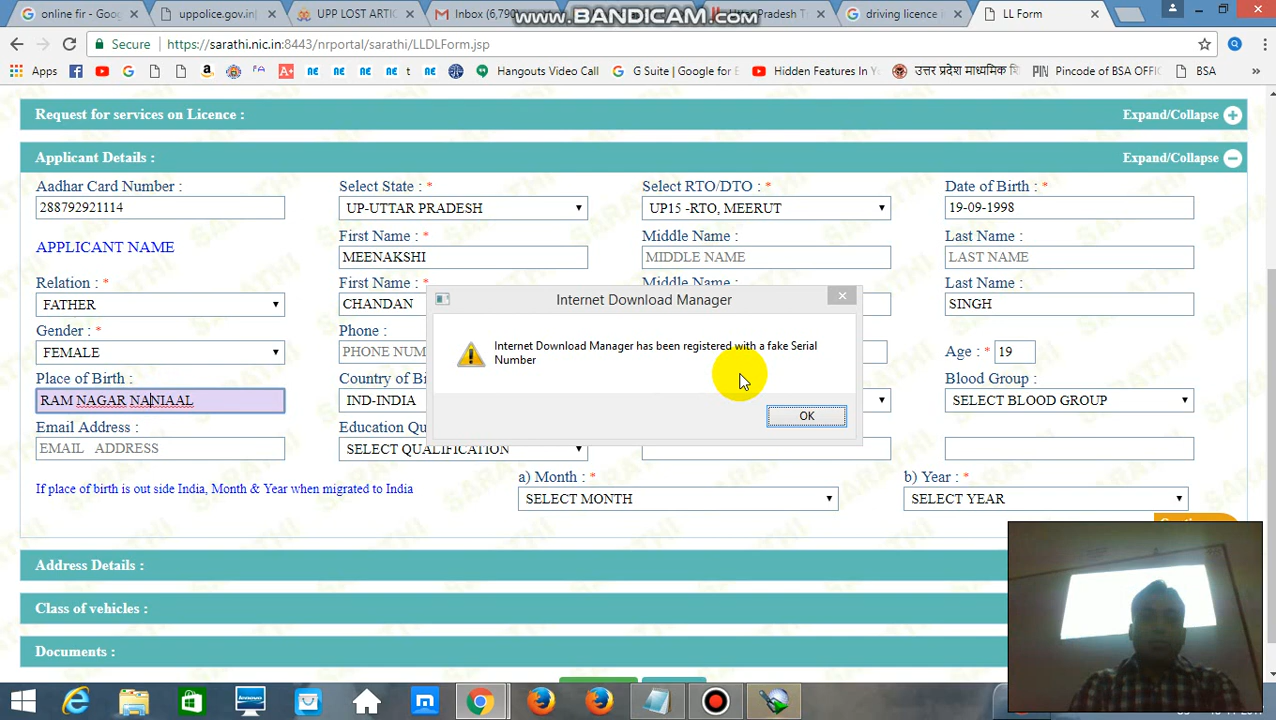 online fir - Goog
uppolice.gov.in
UPP LOST ARTIC
Inbox (6,790)
www.BANDICAM.com
Pradesh T
driving licence
LL Form
Secure
https://sarathi.nic.in:8443/nrportal/sarathi/LLDLForm.jsp
Apps
Hangouts Video Call
G Suite | Google for E
Hidden Features In Y
उत्तर प्रदेश माध्यमिक शि
Pincode of BSA OFFIC
BSA
»
Request for services on Licence :
Expand/Collapse
Applicant Details :
Expand/Collapse
Aadhar Card Number :
Select State : *
Select RTO/DTO : *
Date of Birth : *
288792921114
UP-UTTAR PRADESH
UP15 -RTO, MEERUT
19-09-1998
APPLICANT NAME
First Name : *
Middle Name :
Last Name :
MEENAKSHI
MIDDLE NAME
LAST NAME
Relation : *
First Name : *
Middle Name :
Last Name :
FATHER
CHANDAN
SINGH
Internet Download Manager
Internet Download Manager has been registered with a fake Serial
Number
OK
Gender : *
Phone :
Age : * 19
FEMALE
PHONE NUM
Place of Birth :
Country of Bi
Blood Group :
RAM NAGAR NANIAAL
IND-INDIA
SELECT BLOOD GROUP
Email Address :
Education Qu
EMAIL ADDRESS
SELECT QUALIFICATION
If place of birth is out side India, Month & Year when migrated to India
a) Month : *
b) Year : *
SELECT MONTH
SELECT YEAR
Address Details :
Class of vehicles :
Documents :
lenovo